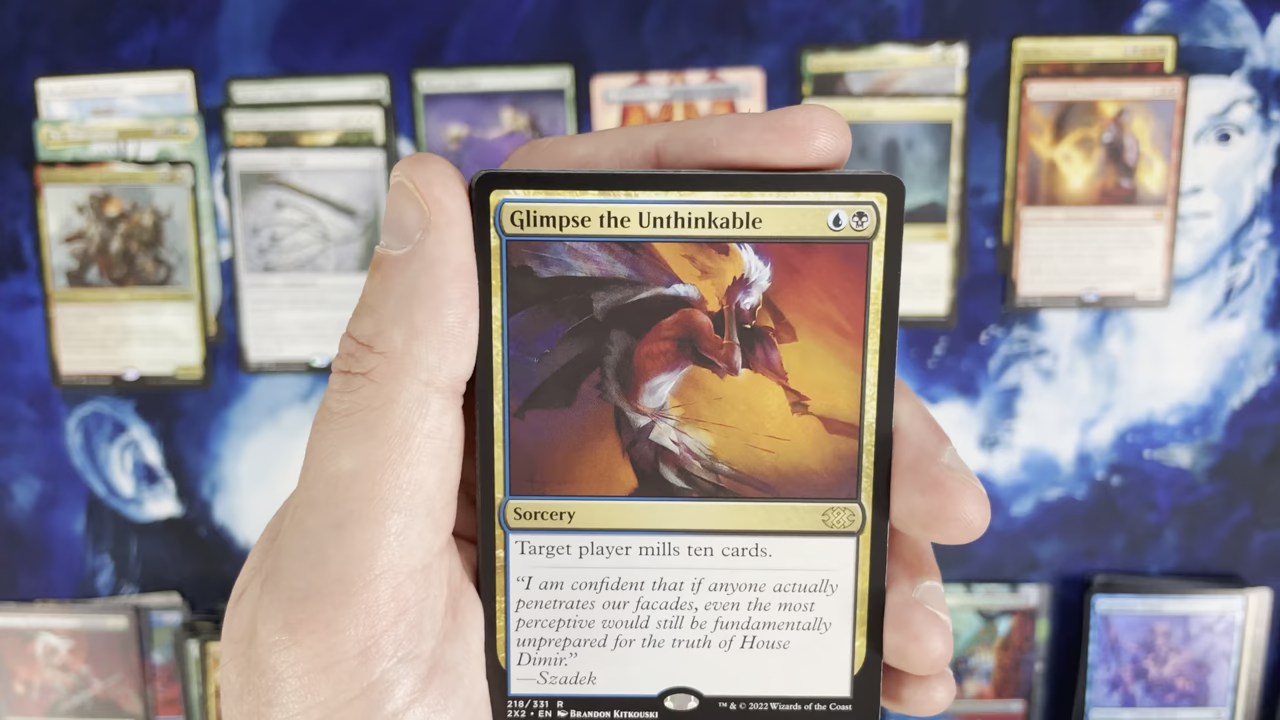 Glimpse the Unthinkable
Sorcery
Target player mills ten cards.
“I am confident that if anyone actually
penetrates our facades, even the most
perceptive would still be fundamentally
unprepared for the truth of House
Dimir.”
—Szadek
218/331 R
2X2 • EN Brandon Kitkouski
™ & © 2022 Wizards of the Coast